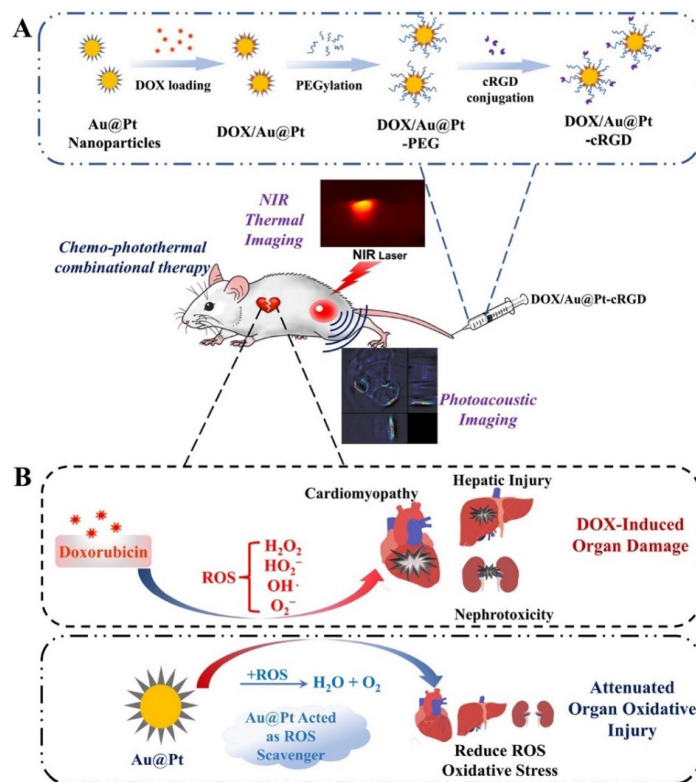 A
DOX loading
PEGylation
cRGD
conjugation
Au@Pt
Nanoparticles
DOX/Au@Pt
DOX/Au@Pt
-PEG
DOX/Au@Pt
-cRGD
NIR
Thermal
Imaging
Chemo-photothermal
combinational therapy
NIR Laser
DOX/Au@Pt-cRGD
Photoacoustic
Imaging
B
Doxorubicin
ROS
H₂O₂
HO₂⁻
OH·
O₂⁻
Cardiomyopathy
Hepatic Injury
Nephrotoxicity
DOX-Induced
Organ Damage
Au@Pt
+ROS
H₂O + O₂
Au@Pt Acted
as ROS
Scavenger
Reduce ROS
Oxidative Stress
Attenuated
Organ Oxidative
Injury